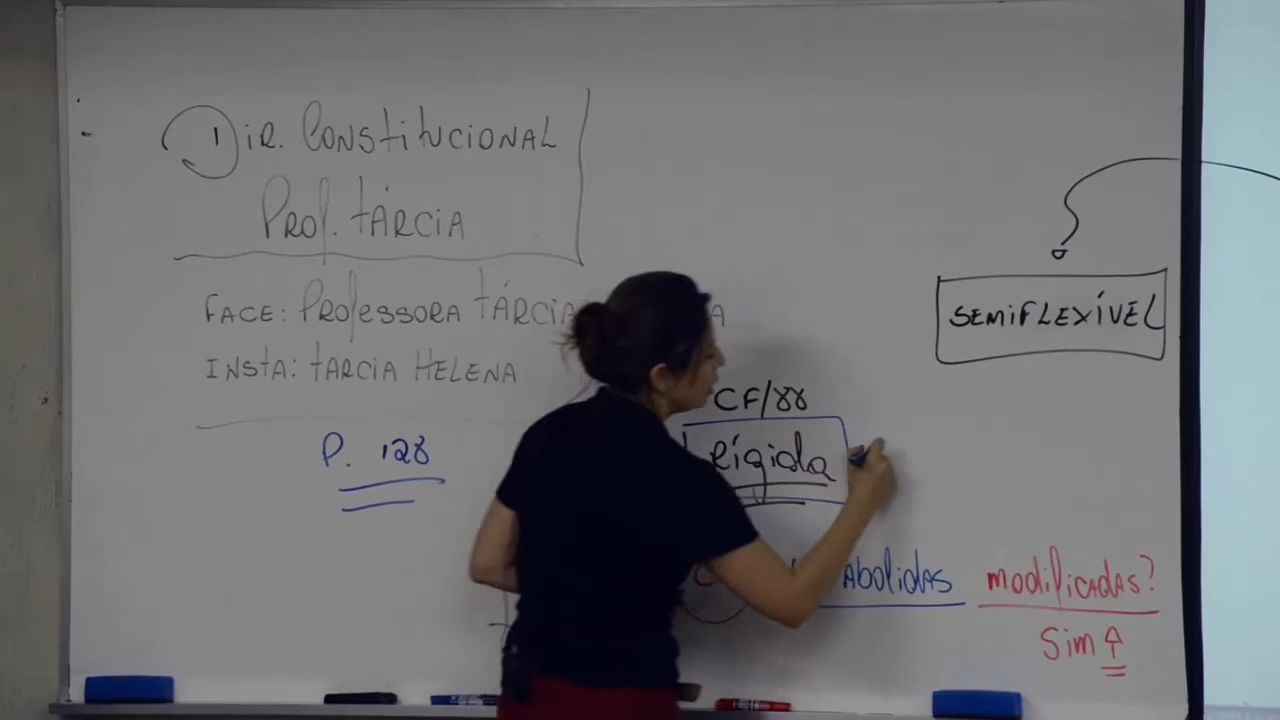 Dir. Constitucional
Prof. Tárcia
Face: Professora Tárcia
Insta: Tarcia Helena
P. 128
CF/88
Rígida
abolidas
modificadas?
Sim
SEMIFLEXÍVEL